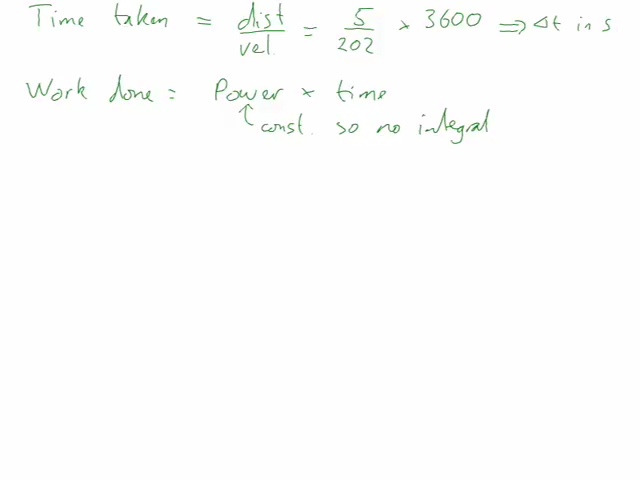 Time taken = dist/vel. = 5/202 × 3600 ⇒ Δt in s
Work done = Power × time
↑ const. so no integral